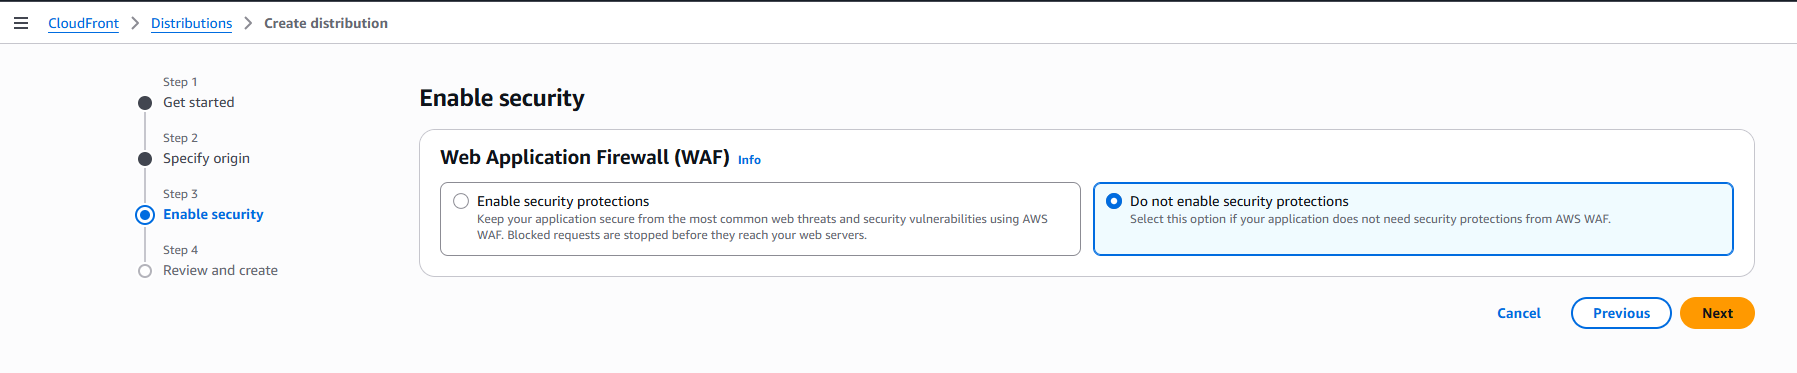 CloudFront > Distributions > Create distribution
Step 1
Get started
Step 2
Specify origin
Step 3
Enable security
Step 4
Review and create
Enable security
Web Application Firewall (WAF) Info
Enable security protections
Keep your application secure from the most common web threats and security vulnerabilities using AWS
WAF. Blocked requests are stopped before they reach your web servers.
Do not enable security protections
Select this option if your application does not need security protections from AWS WAF.
Cancel
Previous
Next